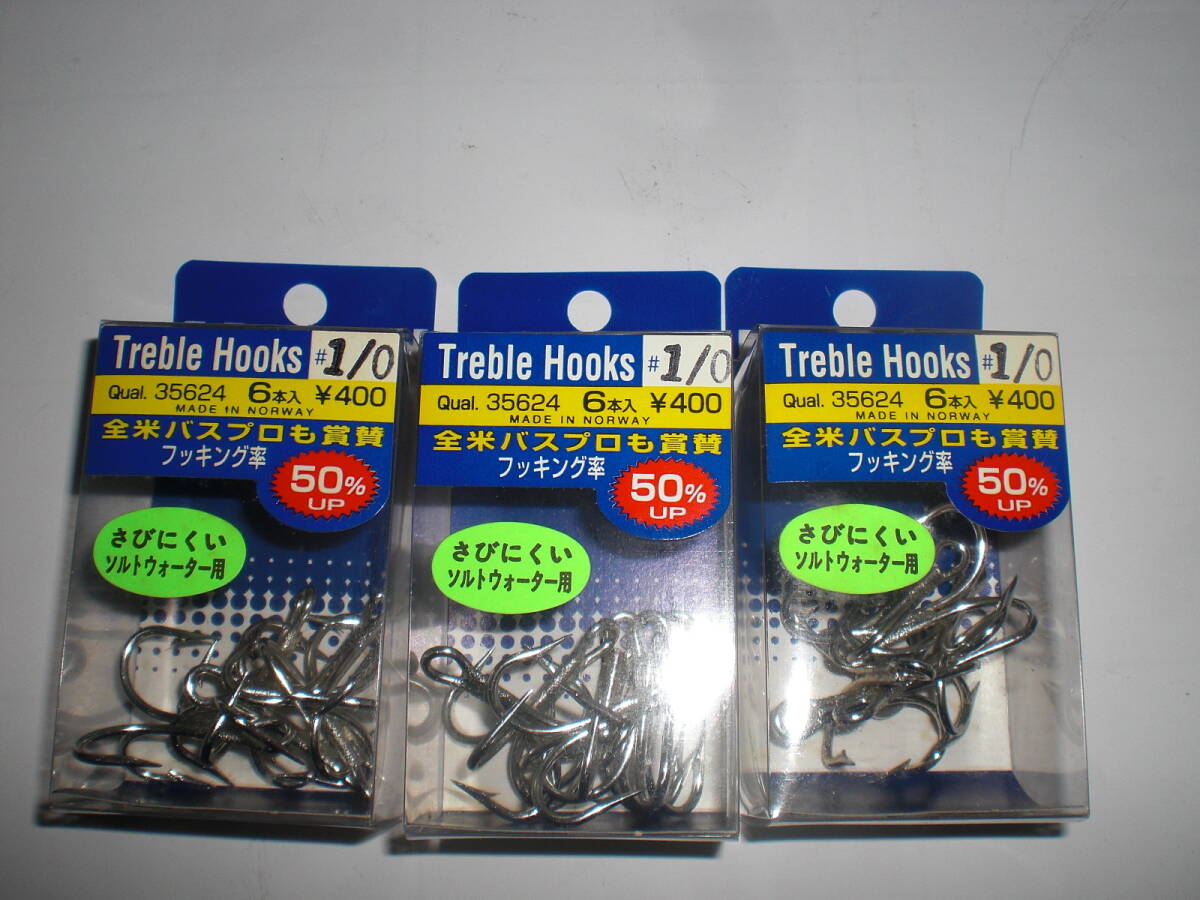 Treble Hooks #1/0
Qual. 35624 6本入 ¥400
MADE IN NORWAY
全米バスプロも賞賛
フッキング率
50%
UP
さびにくい
ソルトウォーター用
Treble Hooks #1/0
Qual. 35624 6本入 ¥400
MADE IN NORWAY
全米バスプロも賞賛
フッキング率
50%
UP
さびにくい
ソルトウォーター用
Treble Hooks #1/0
Qual. 35624 6本入 ¥400
MADE IN NORWAY
全米バスプロも賞賛
フッキング率
50%
UP
さびにくい
ソルトウォーター用